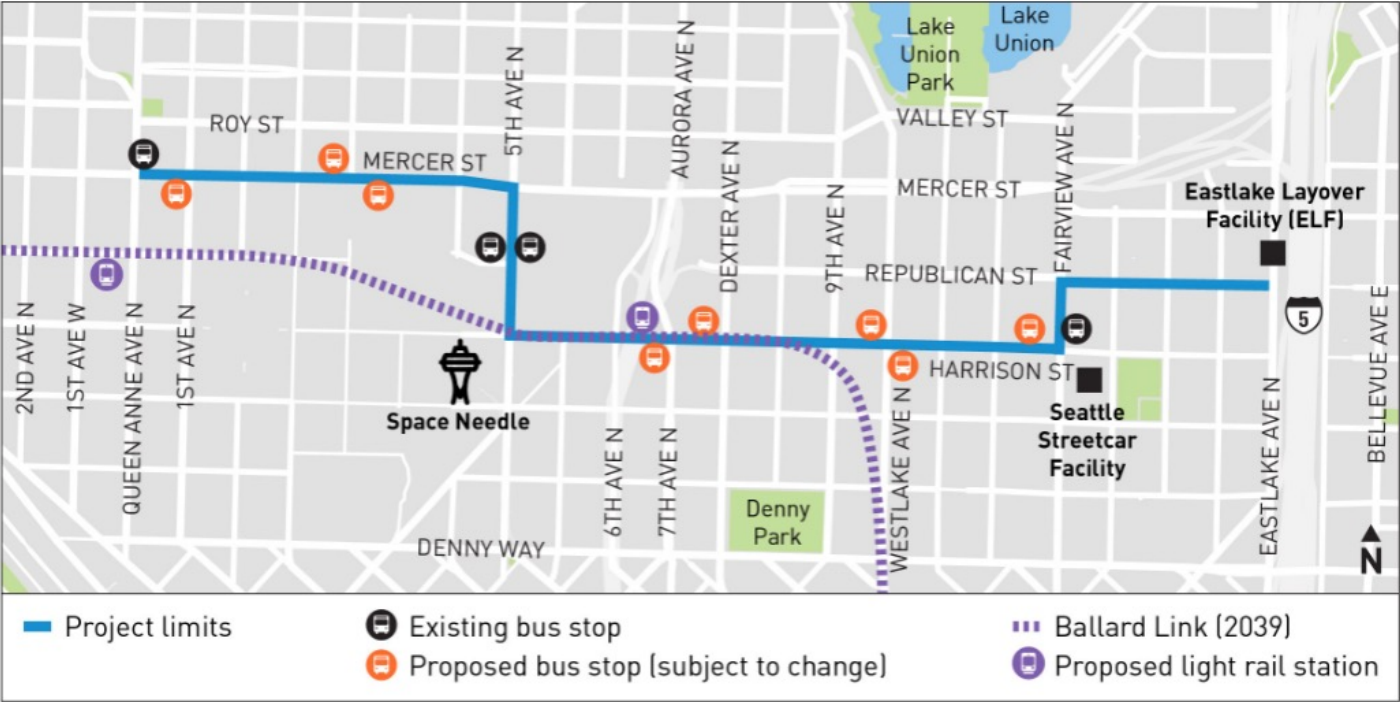 Lake
Union
Park
Lake
Union
ROY ST
MERCER ST
5TH AVE N
AURORA AVE N
DEXTER AVE N
9TH AVE N
VALLEY ST
MERCER ST
FAIRVIEW AVE N
REPUBLICAN ST
Eastlake Layover
Facility (ELF)
5
2ND AVE N
1ST AVE W
QUEEN ANNE AVE N
1ST AVE N
Space Needle
HARRISON ST
Seattle
Streetcar
Facility
6TH AVE N
7TH AVE N
WESTLAKE AVE N
EASTLAKE AVE N
BELLEVUE AVE E
Denny
Park
DENNY WAY
N
Project limits
Existing bus stop
Proposed bus stop (subject to change)
Ballard Link (2039)
Proposed light rail station